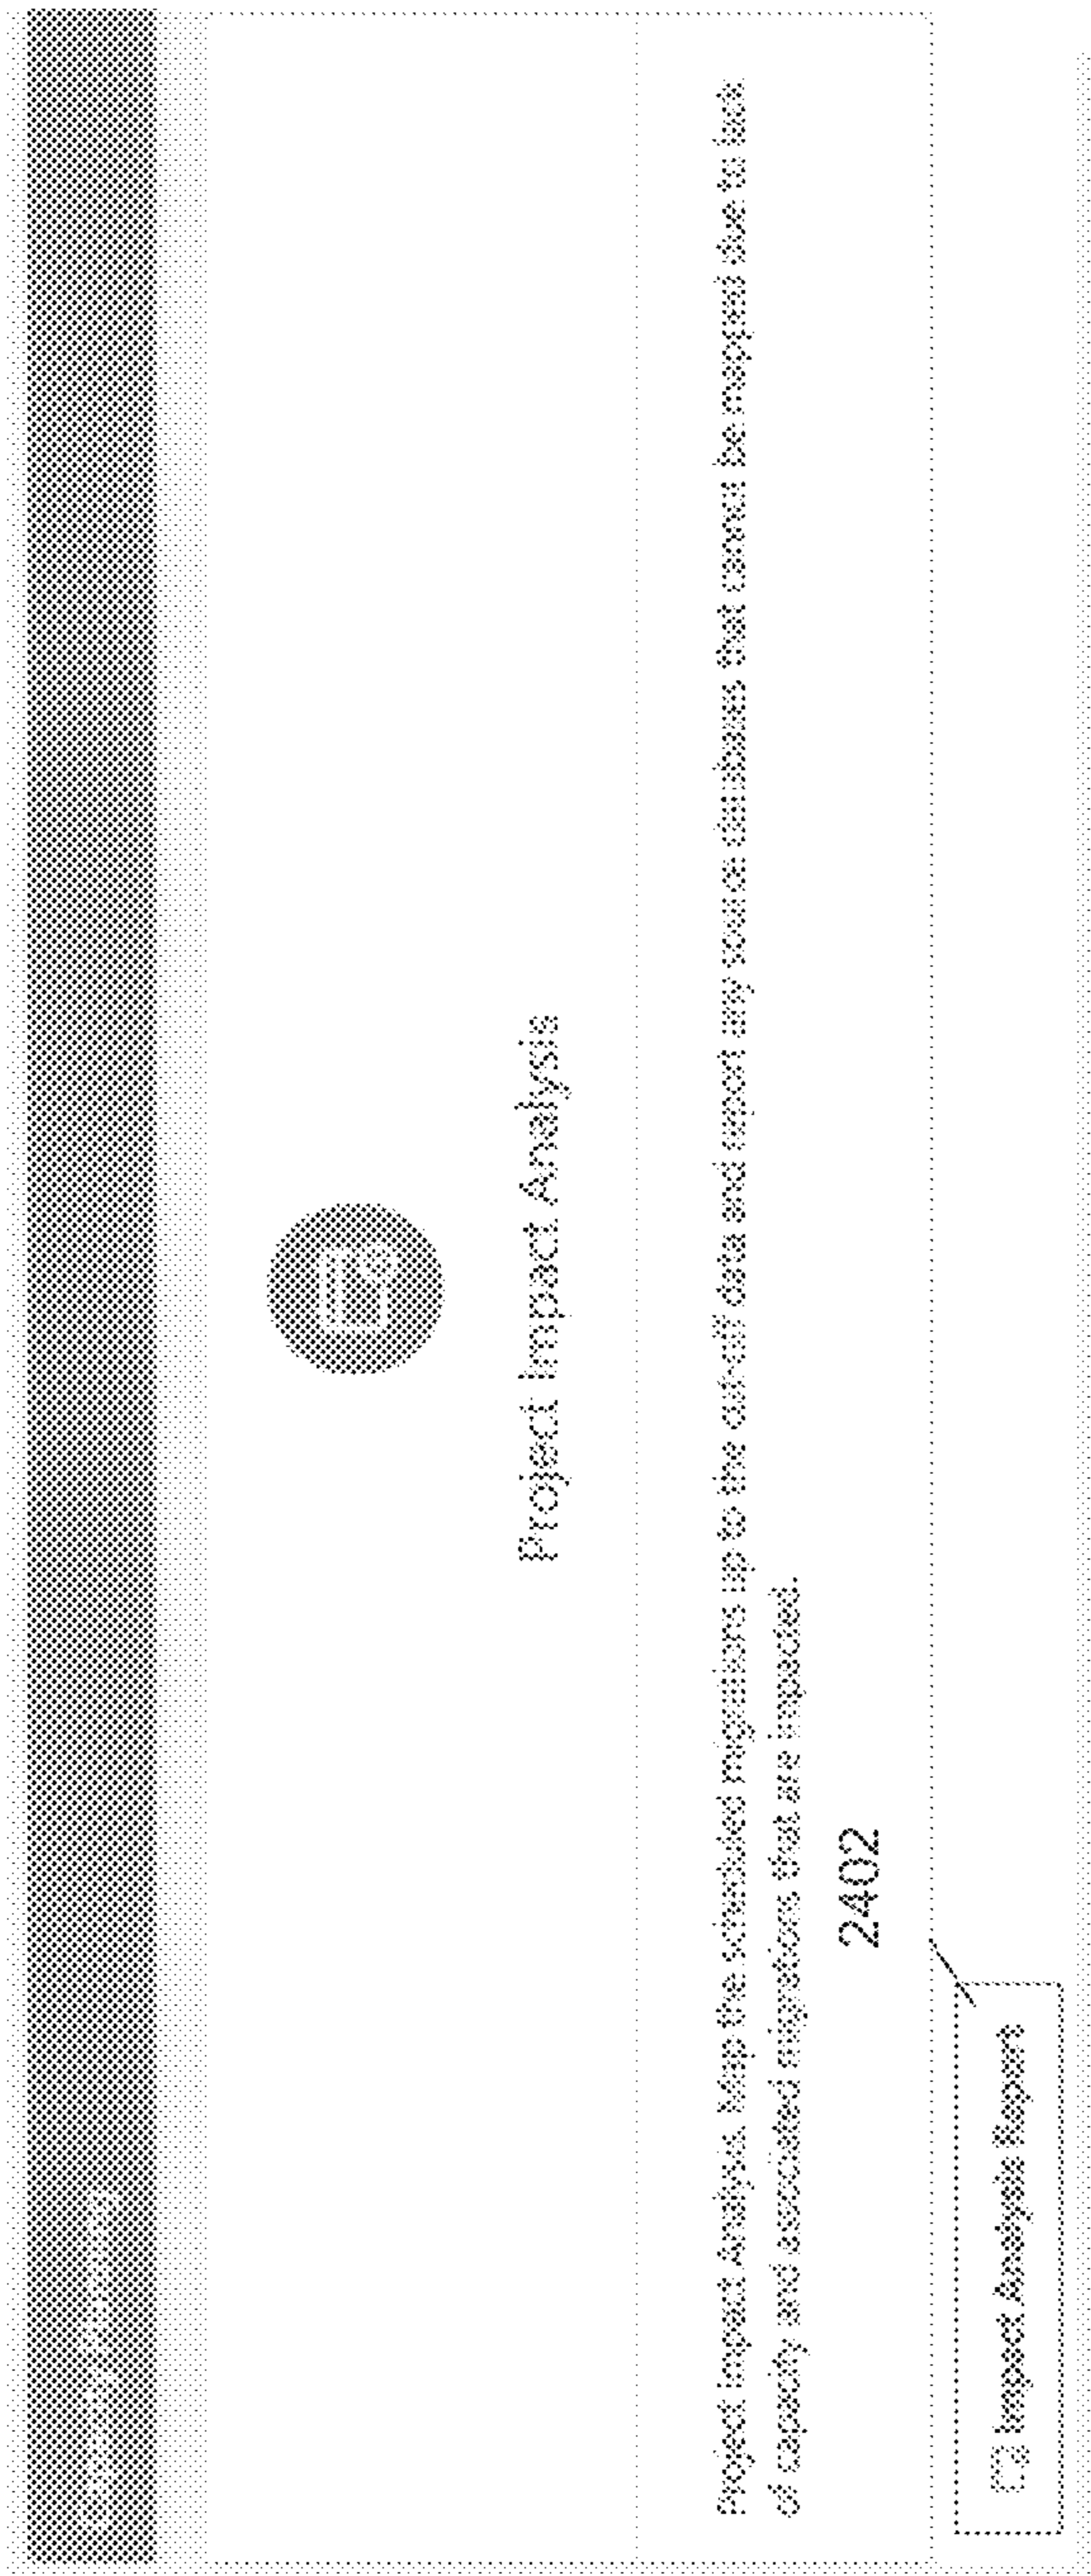 Project Impact Analysis
Project Impact Analysis. Map the scheduled migrations up to the cut-off data and report any source databases that cannot be mapped due to lack
of capacity and associated migrations that are impacted.
2402
Impact Analysis Report